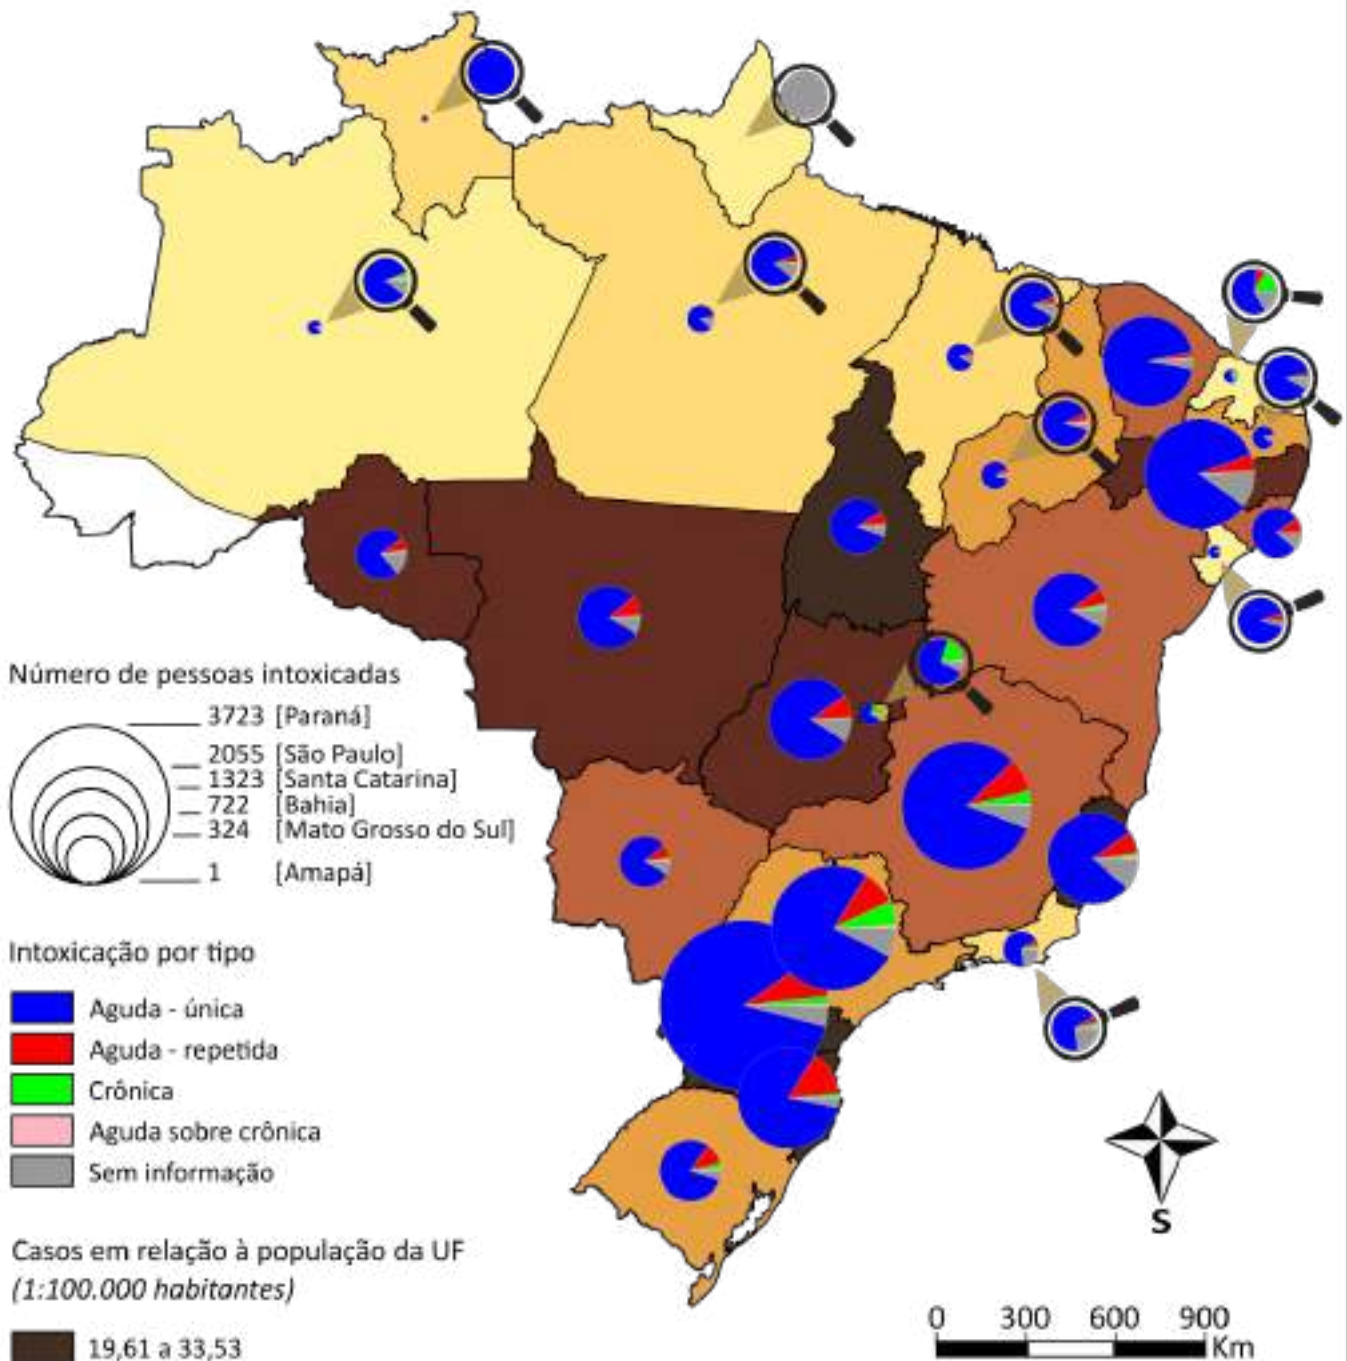 Número de pessoas intoxicadas
3723 [Paraná]
2055 [São Paulo]
1323 [Santa Catarina]
722 [Bahia]
324 [Mato Grosso do Sul]
1 [Amapá]
Intoxicação por tipo
Aguda - única
Aguda - repetida
Crônica
Aguda sobre crônica
Sem informação
S
Casos em relação à população da UF
(1:100.000 habitantes)
19,61 a 33,53
0 300 600 900
Km